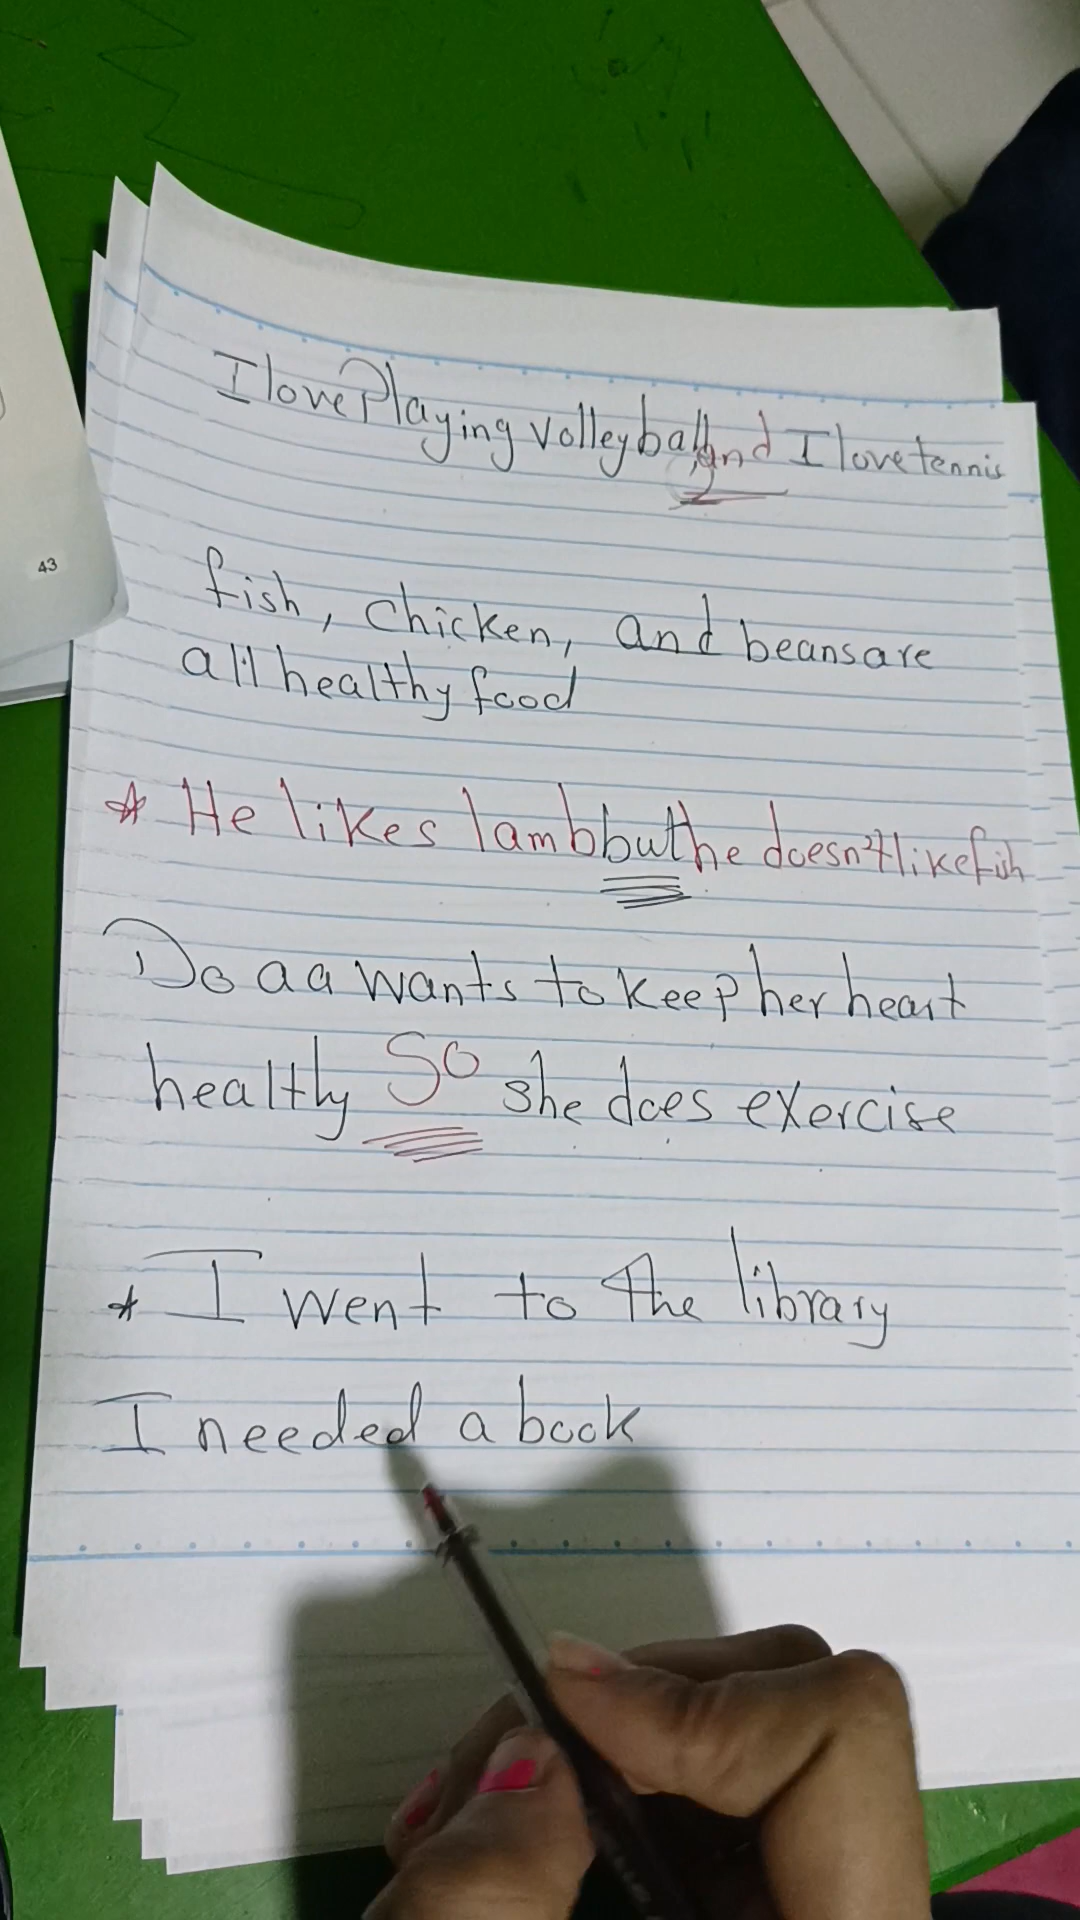 I love Playing volleyball, and I love tennis
43
fish, chicken, and beans are
all healthy food
* He likes lamb but he doesn't like fish
Doaa wants to keep her heart
healthy So she does exercise
* I went to the library
I needed a book